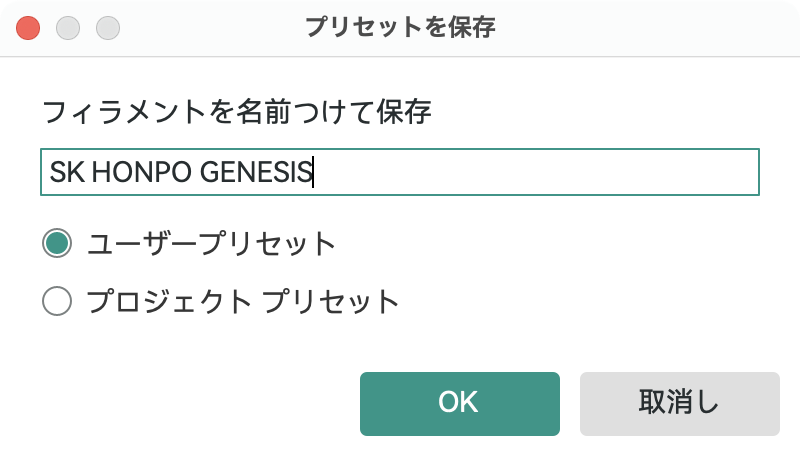 プリセットを保存
フィラメントを名前つけて保存
SK HONPO GENESIS
ユーザープリセット
プロジェクト プリセット
OK 取消し